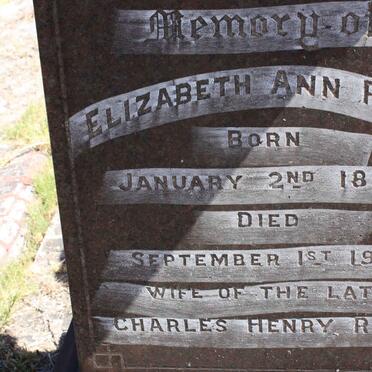 Memory of
ELIZABETH ANN
BORN
JANUARY 2ND 18
DIED
SEPTEMBER 1ST 19
WIFE OF THE LAT
CHARLES HENRY R